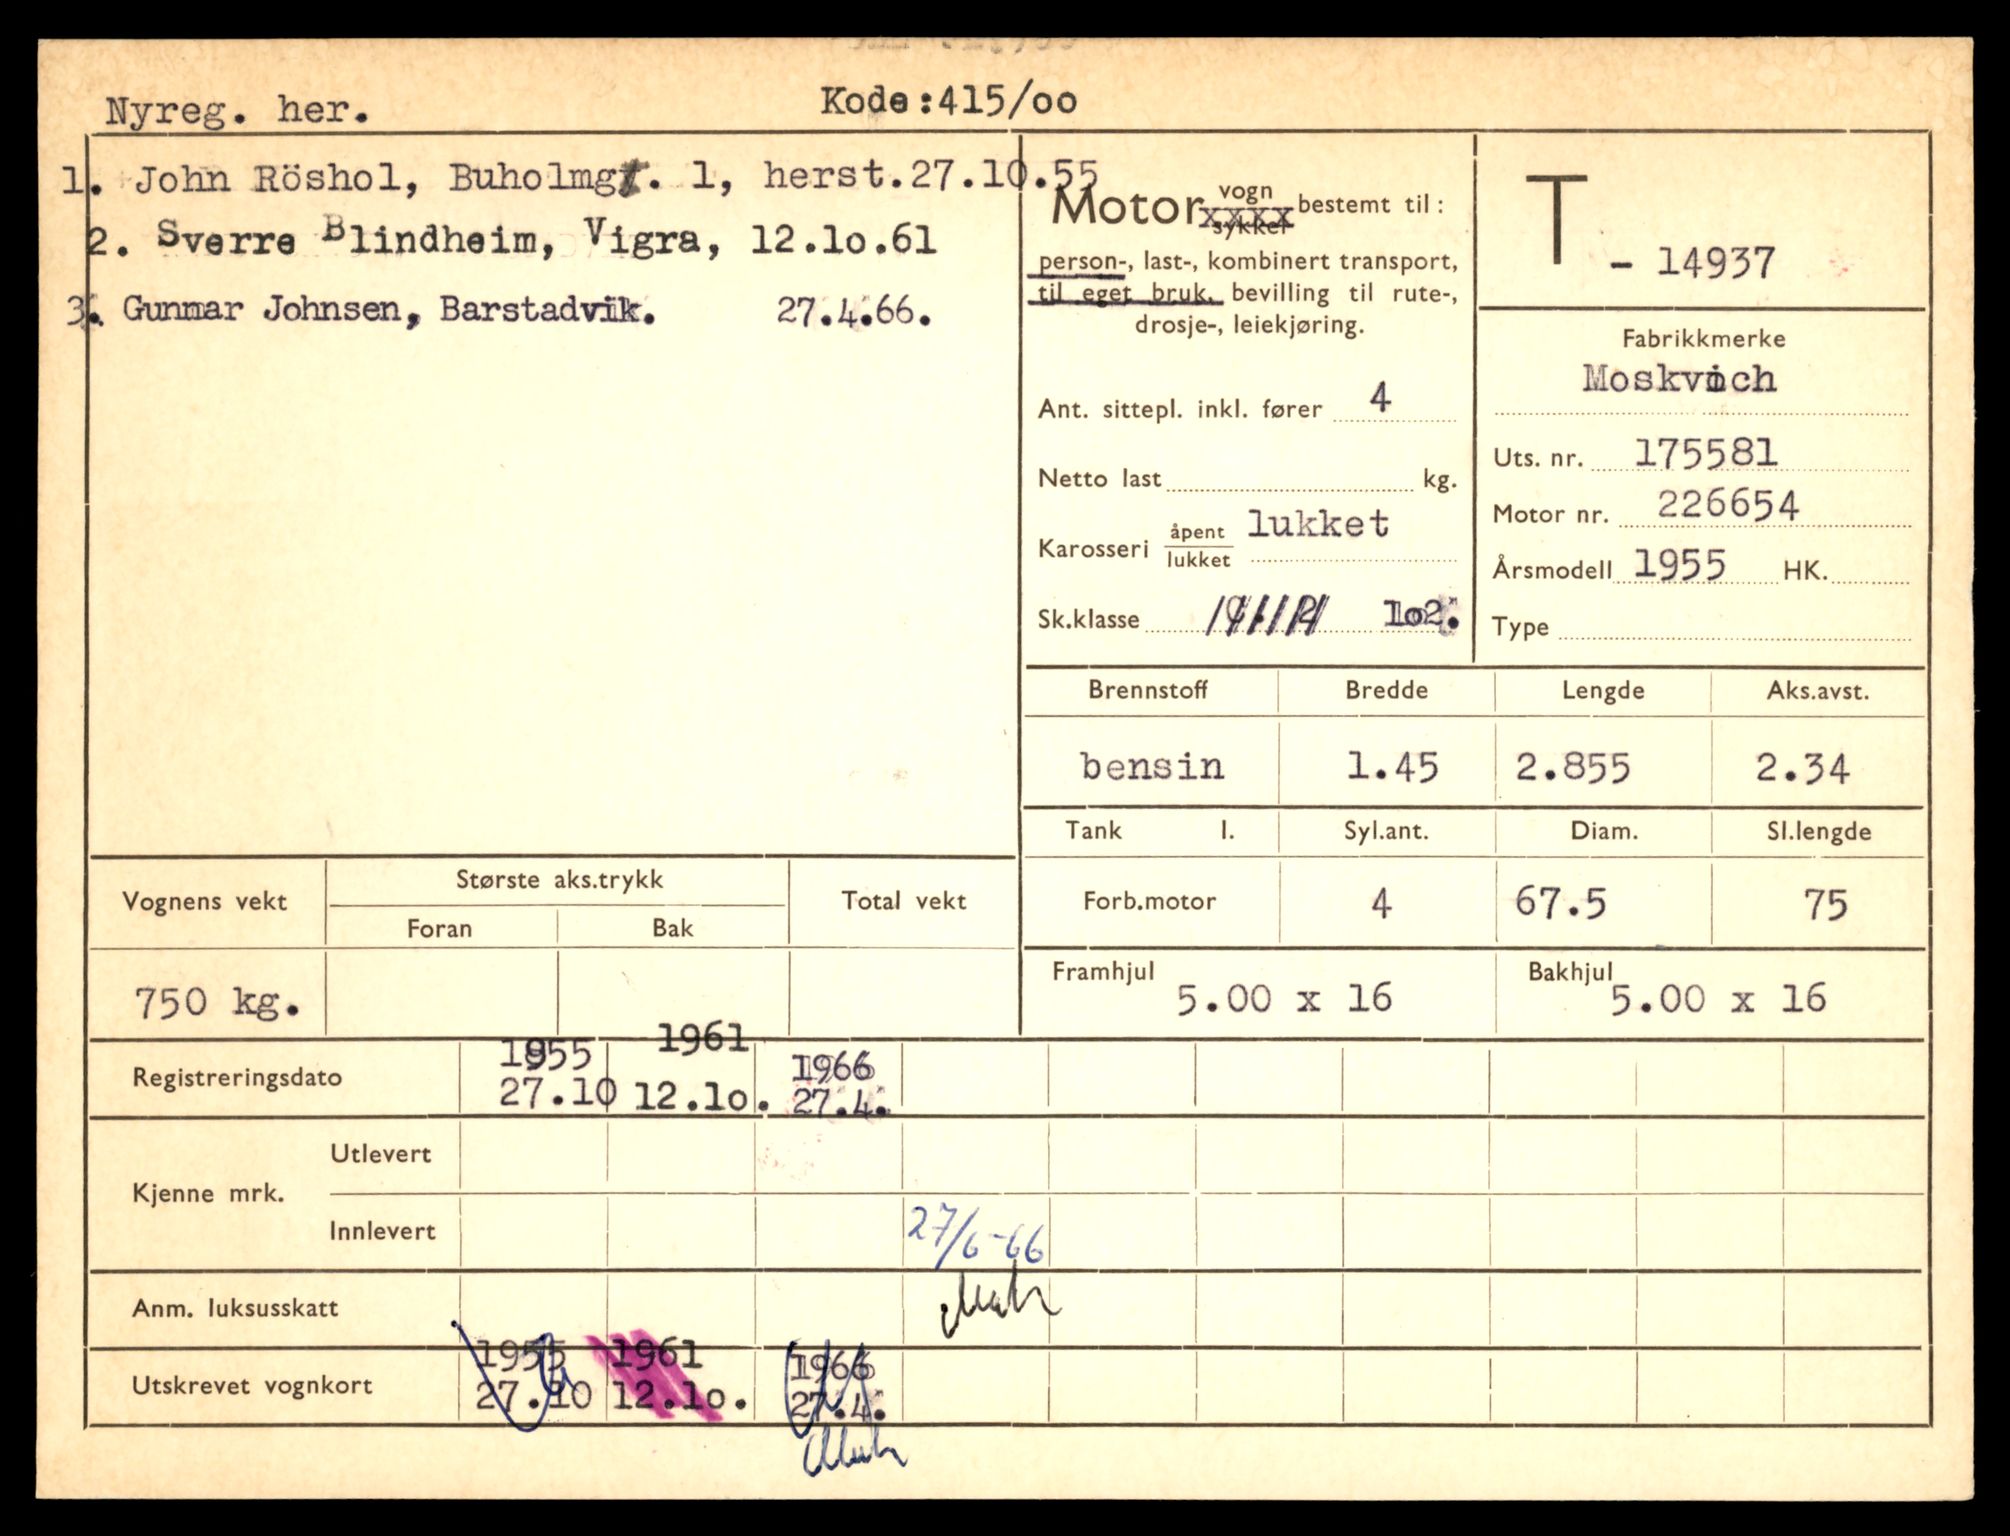 Nyreg. her.
Kode:415/oo
1. John Röshol, Buholmgt. 1, herst.27.10.55
2. Sverre Blindheim, Vigra, 12.1o.61
3. Gunnar Johnsen, Barstadvik. 27.4.66.
Motor vogn sykkel bestemt til:
person-, last-, kombinert transport,
til eget bruk, bevilling til rute-,
drosje-, leiekjøring.
Ant. sittepl. inkl. fører 4
Netto last kg.
Karosseri åpent lukket lukket
Sk.klasse 1o2.
T - 14937
Fabrikkmerke
Moskvich
Uts. nr. 175581
Motor nr. 226654
Årsmodell 1955 HK.
Type
Brennstoff Bredde Lengde Aks.avst.
bensin 1.45 2.855 2.34
Tank l. Syl.ant. Diam. Sl.lengde
Forb.motor 4 67.5 75
Framhjul 5.00 x 16 Bakhjul 5.00 x 16
Vognens vekt Største aks.trykk Total vekt
Foran Bak
750 kg.
1955 1961 1966
Registreringsdato 27.10 12.1o. 27.4.
Kjenne mrk. Utlevert
Innlevert 27/6-66
Anm. luksusskatt
1955 1961 1966
Utskrevet vognkort 27.10 12.1o. 27.4.